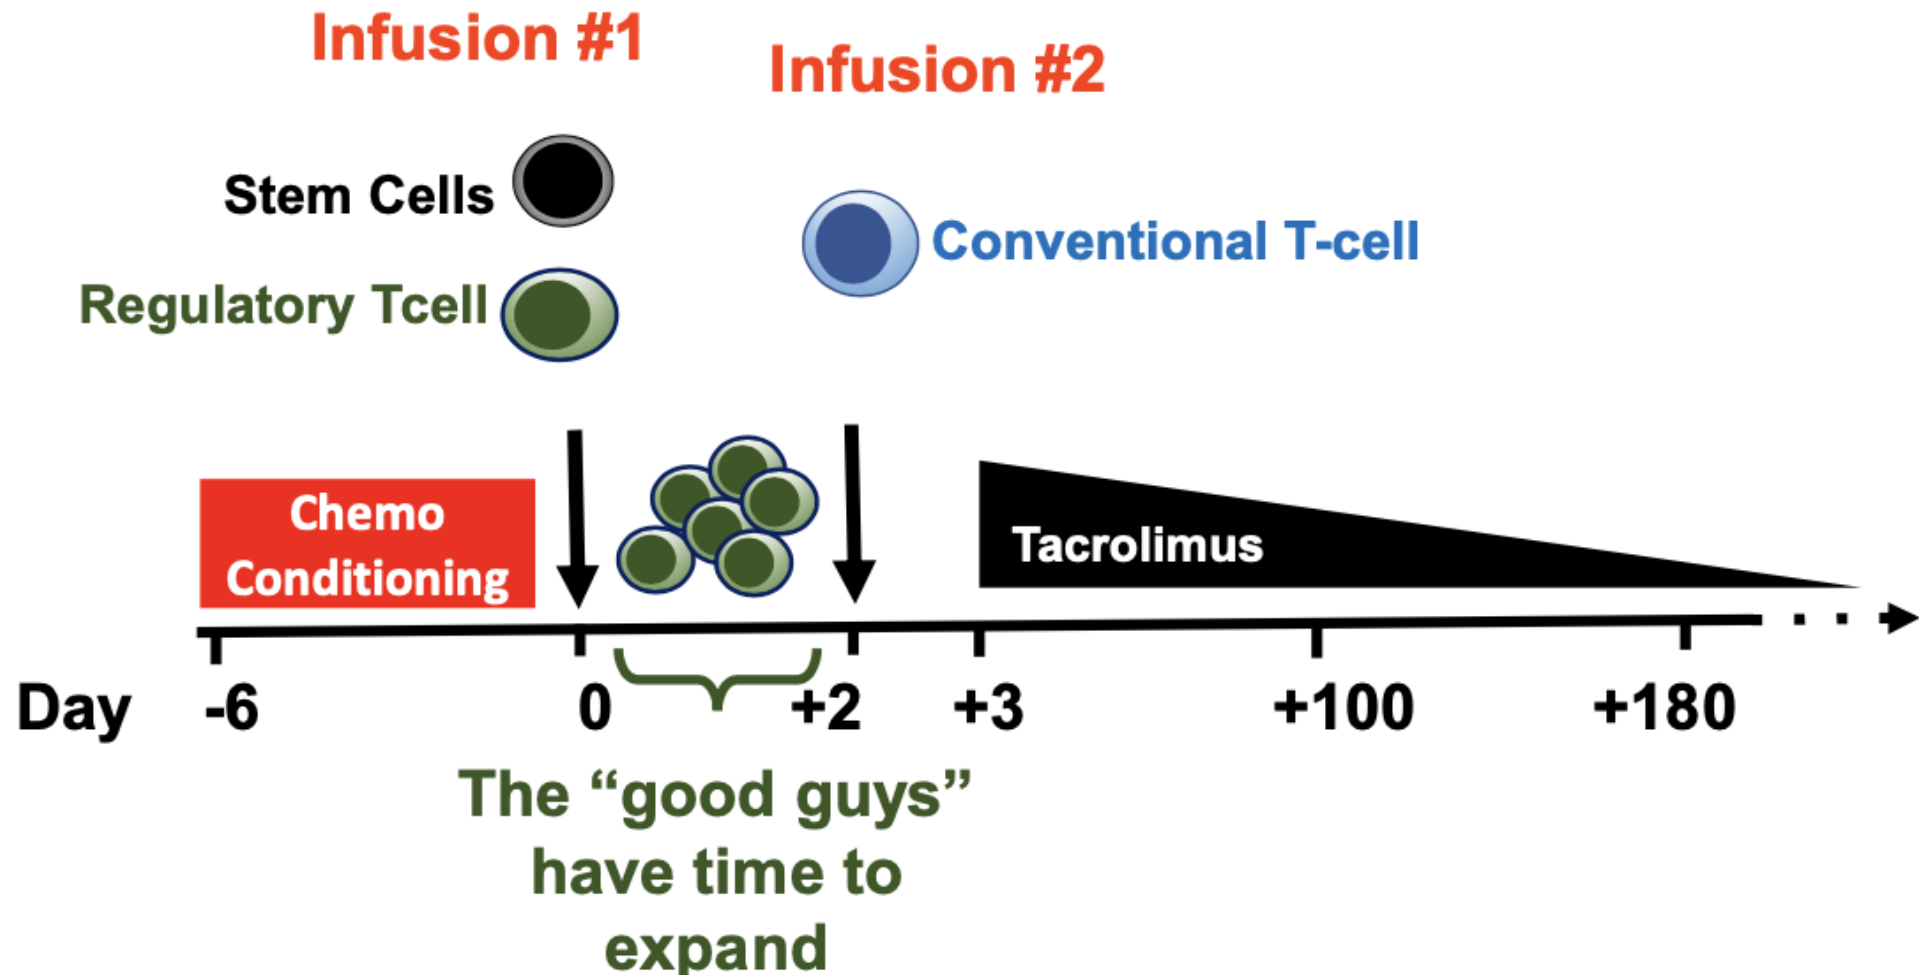 Infusion #1
Infusion #2
Stem Cells
Conventional T-cell
Regulatory Tcell
Chemo
Conditioning
Tacrolimus
Day -6 0 +2 +3 +100 +180
The “good guys”
have time to
expand